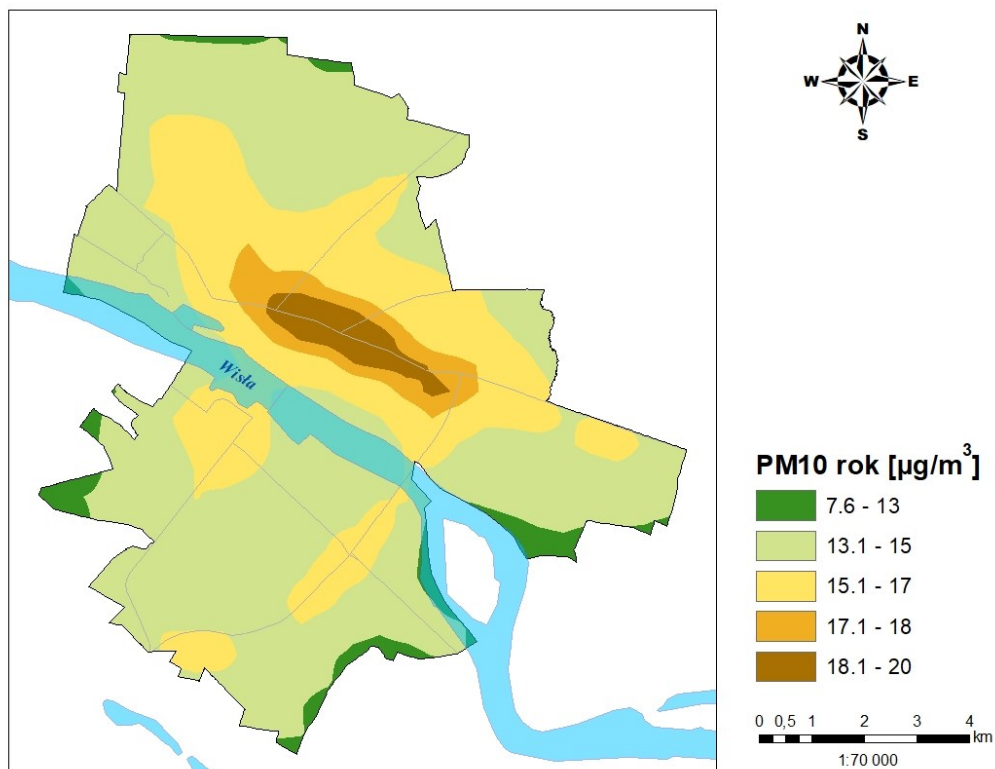 N
W E
S
Wisła
PM10 rok [µg/m³]
7.6 - 13
13.1 - 15
15.1 - 17
17.1 - 18
18.1 - 20
0 0,5 1 2 3 4
km
1:70 000